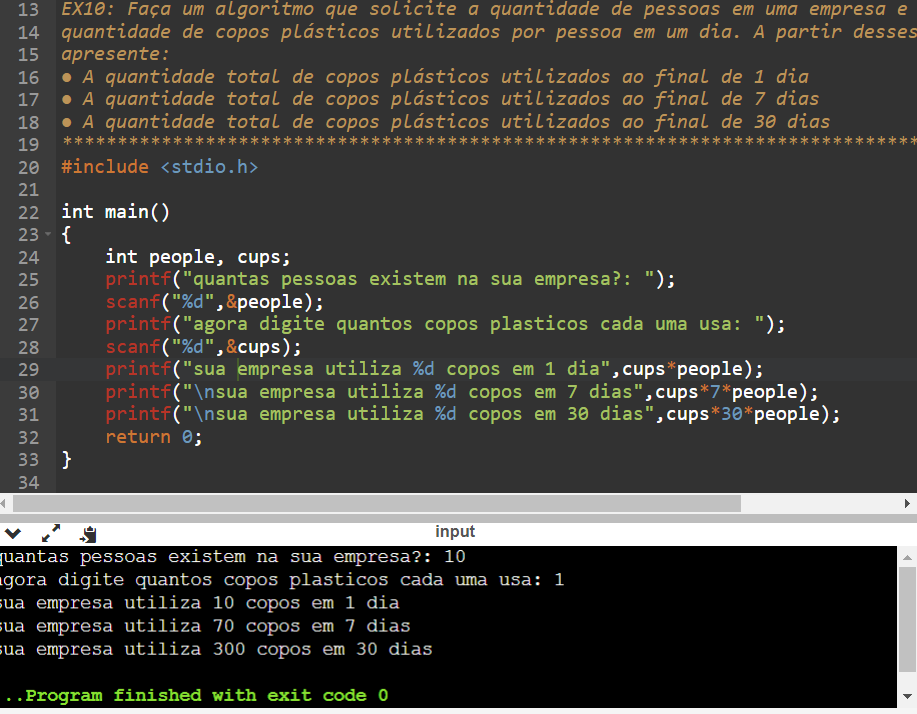 13 EX10: Faça um algoritmo que solicite a quantidade de pessoas em uma empresa e
14 quantidade de copos plásticos utilizados por pessoa em um dia. A partir desses
15 apresente:
16 ● A quantidade total de copos plásticos utilizados ao final de 1 dia
17 ● A quantidade total de copos plásticos utilizados ao final de 7 dias
18 ● A quantidade total de copos plásticos utilizados ao final de 30 dias
19 ******************************************************************************
20 #include <stdio.h>
21
22 int main()
23 {
24     int people, cups;
25     printf("quantas pessoas existem na sua empresa?: ");
26     scanf("%d",&people);
27     printf("agora digite quantos copos plasticos cada uma usa: ");
28     scanf("%d",&cups);
29     printf("sua empresa utiliza %d copos em 1 dia",cups*people);
30     printf("\nsua empresa utiliza %d copos em 7 dias",cups*7*people);
31     printf("\nsua empresa utiliza %d copos em 30 dias",cups*30*people);
32     return 0;
33 }
34
input
quantas pessoas existem na sua empresa?: 10
agora digite quantos copos plasticos cada uma usa: 1
sua empresa utiliza 10 copos em 1 dia
sua empresa utiliza 70 copos em 7 dias
sua empresa utiliza 300 copos em 30 dias
..Program finished with exit code 0